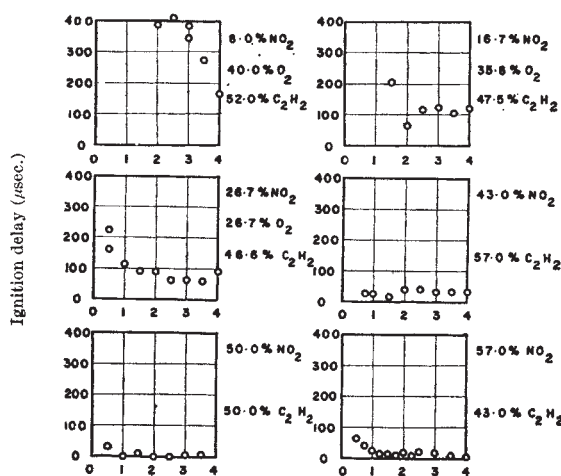 Ignition delay (μsec.)
400
300
200
100
0
0 1 2 3 4
8·0% NO2
40·0% O2
52·0% C2H2
400
300
200
100
0
0 1 2 3 4
16·7% NO2
35·8% O2
47·5% C2H2
400
300
200
100
0
0 1 2 3 4
26·7% NO2
26·7% O2
46·6% C2H2
400
300
200
100
0
0 1 2 3 4
43·0% NO2
57·0% C2H2
400
300
200
100
0
0 1 2 3 4
50·0% NO2
50·0% C2H2
400
300
200
100
0
0 1 2 3 4
57·0% NO2
43·0% C2H2